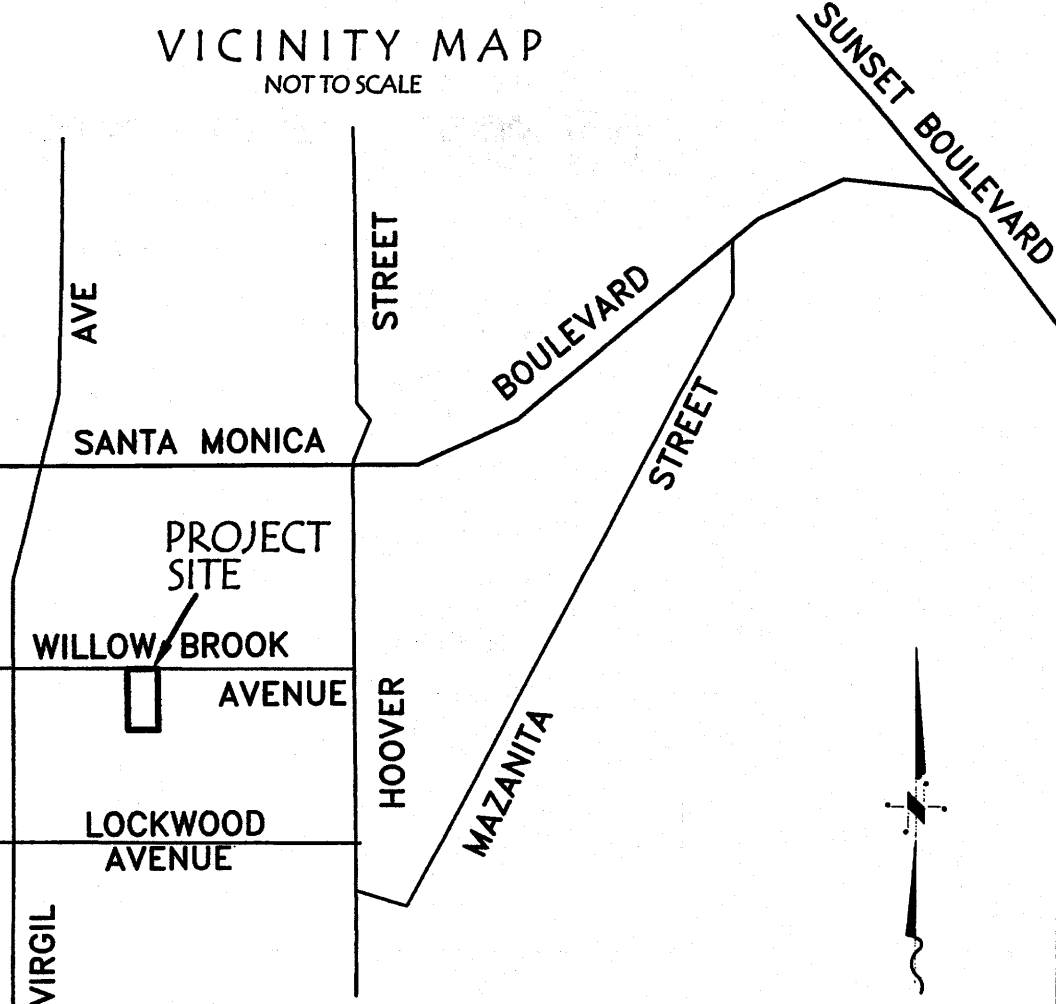 VICINITY MAP
NOT TO SCALE
SUNSET BOULEVARD
AVE
STREET
BOULEVARD
SANTA MONICA
STREET
PROJECT
SITE
WILLOW BROOK
AVENUE
HOOVER
MAZANITA
LOCKWOOD
AVENUE
VIRGIL